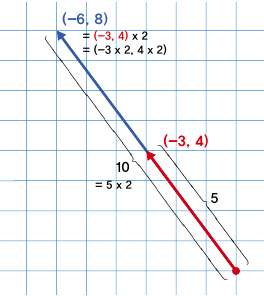 (−6, 8)
= (−3, 4) x 2
= (−3 x 2, 4 x 2)
(−3, 4)
10
= 5 x 2
5